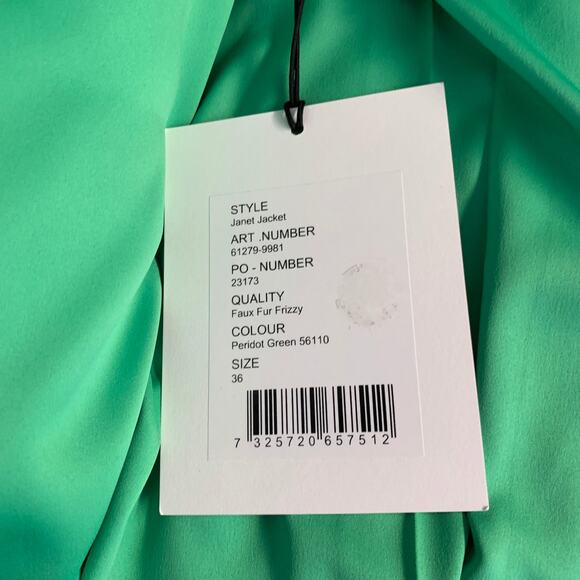 STYLE
Janet Jacket
ART .NUMBER
61279-9981
PO - NUMBER
23173
QUALITY
Faux Fur Frizzy
COLOUR
Peridot Green 56110
SIZE
36
7 325720 657512